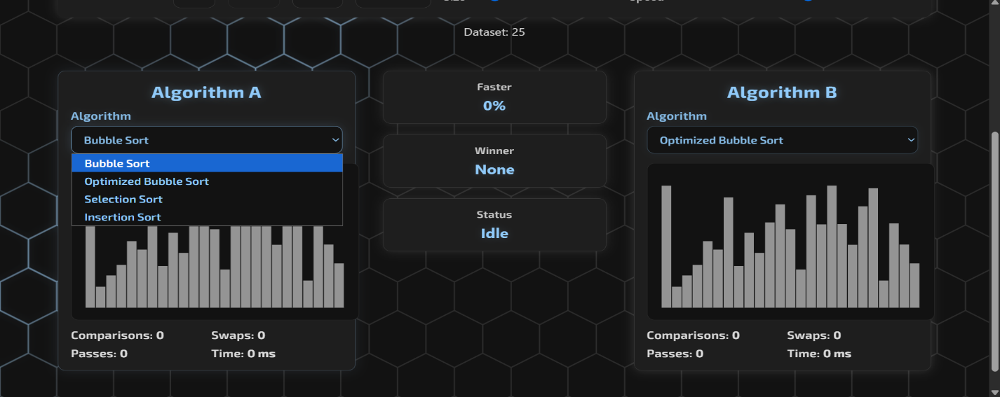 Size
Speed
Dataset: 25
Algorithm A
Algorithm
Bubble Sort
Bubble Sort
Optimized Bubble Sort
Selection Sort
Insertion Sort
Comparisons: 0
Swaps: 0
Passes: 0
Time: 0 ms
Faster
0%
Winner
None
Status
Idle
Algorithm B
Algorithm
Optimized Bubble Sort
Comparisons: 0
Swaps: 0
Passes: 0
Time: 0 ms